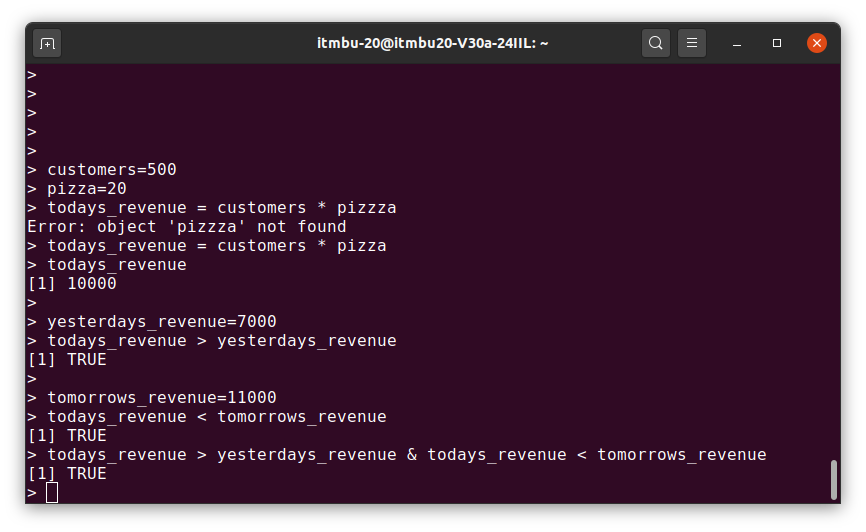 itmbu-20@itmbu20-V30a-24IIL: ~
>
>
>
>
>
> customers=500
> pizza=20
> todays_revenue = customers * pizzza
Error: object 'pizzza' not found
> todays_revenue = customers * pizza
> todays_revenue
[1] 10000
>
> yesterdays_revenue=7000
> todays_revenue > yesterdays_revenue
[1] TRUE
>
> tomorrows_revenue=11000
> todays_revenue < tomorrows_revenue
[1] TRUE
> todays_revenue > yesterdays_revenue & todays_revenue < tomorrows_revenue
[1] TRUE
>